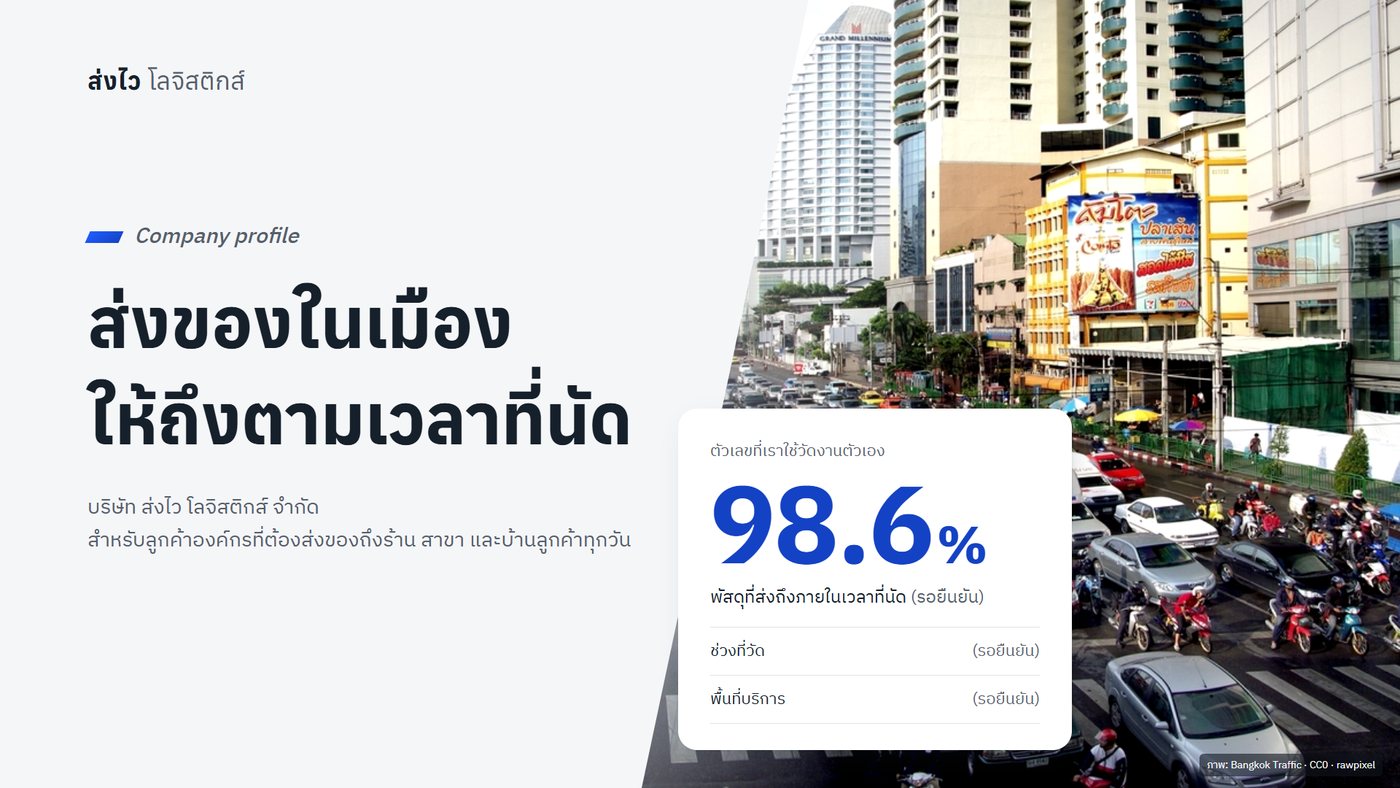 ส่งไว โลจิสติกส์
Company profile
ส่งของในเมือง
ให้ถึงตามเวลาที่นัด
บริษัท ส่งไว โลจิสติกส์ จำกัด
สำหรับลูกค้าองค์กรที่ต้องส่งของถึงร้าน สาขา และบ้านลูกค้าทุกวัน
GRAND MILLENNIUM
ปลาเส้น
ตัวเลขที่เราใช้วัดงานตัวเอง
98.6%
พัสดุที่ส่งถึงภายในเวลาที่นัด (รอยืนยัน)
ช่วงที่วัด (รอยืนยัน)
พื้นที่บริการ (รอยืนยัน)
ภาพ: Bangkok Traffic · CC0 · rawpixel